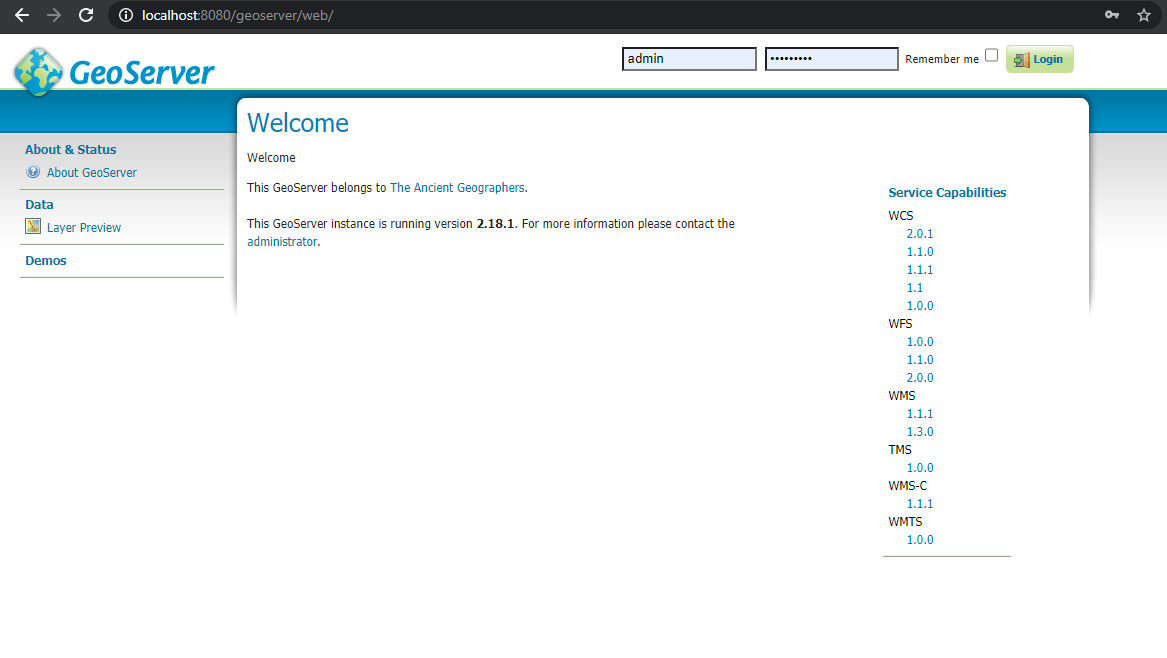 localhost:8080/geoserver/web/
GeoServer
admin
•••••••••
Remember me
Login
Welcome
About & Status
About GeoServer
Data
Layer Preview
Demos
Welcome
This GeoServer belongs to The Ancient Geographers.
This GeoServer instance is running version 2.18.1. For more information please contact the
administrator.
Service Capabilities
WCS
2.0.1
1.1.0
1.1.1
1.1
1.0.0
WFS
1.0.0
1.1.0
2.0.0
WMS
1.1.1
1.3.0
TMS
1.0.0
WMS-C
1.1.1
WMTS
1.0.0